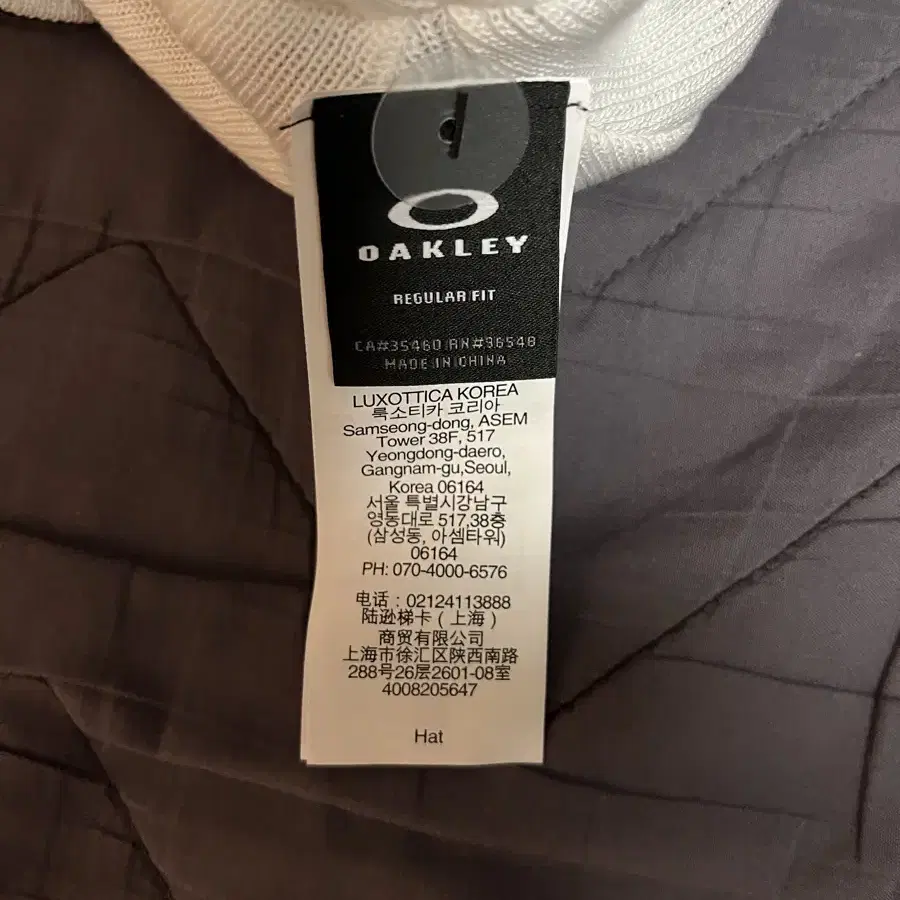 OAKLEY
REGULAR FIT
CA#35460 RN#96548
MADE IN CHINA
LUXOTTICA KOREA
룩소티카 코리아
Samseong-dong, ASEM
Tower 38F, 517
Yeongdong-daero,
Gangnam-gu,Seoul,
Korea 06164
서울 특별시강남구
영동대로 517,38층
(삼성동, 아셈타워)
06164
PH: 070-4000-6576
电话：02124113888
陆逊梯卡（上海）
商贸有限公司
上海市徐汇区陕西南路
288号26层2601-08室
4008205647
Hat